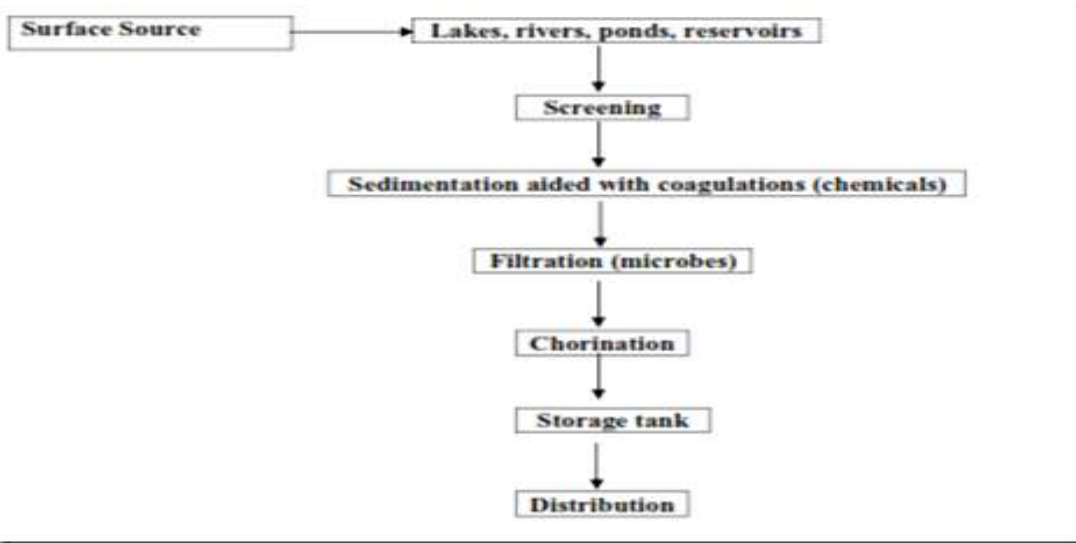 Surface Source
Lakes, rivers, ponds, reservoirs
Screening
Sedimentation aided with coagulations (chemicals)
Filtration (microbes)
Chorination
Storage tank
Distribution